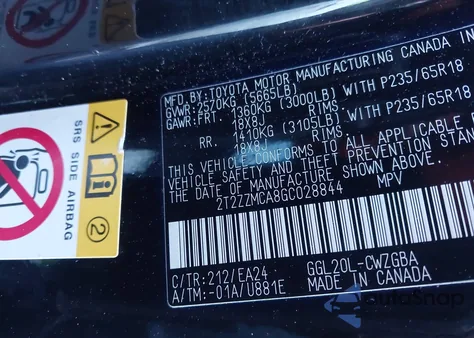 MFD.BY:TOYOTA MOTOR MANUFACTURING CANADA IN
GVWR:2570KG (5665LB)
GAWR:FRT. 1360KG (3000LB) WITH P235/65R18
18X8J RIMS.
RR. 1410KG (3105LB) WITH P235/65R18
18X8J RIMS.
THIS VEHICLE CONFORMS TO ALL APPLICABLE
VEHICLE SAFETY AND THEFT PREVENTION STAN
THE DATE OF MANUFACTURE SHOWN ABOVE.
2T2ZZMCA8GC028844 MPV
C/TR:212/EA24 GGL20L-CWZGBA
A/TM:-01A/U881E MADE IN CANADA
SRS SIDE AIRBAG
2
AutoSnap